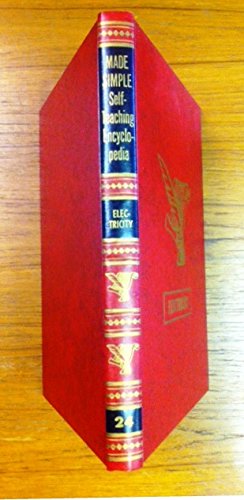 MADE
SIMPLE
Self-
Teaching
Encyclo-
pedia
ELEC-
TRICITY
24